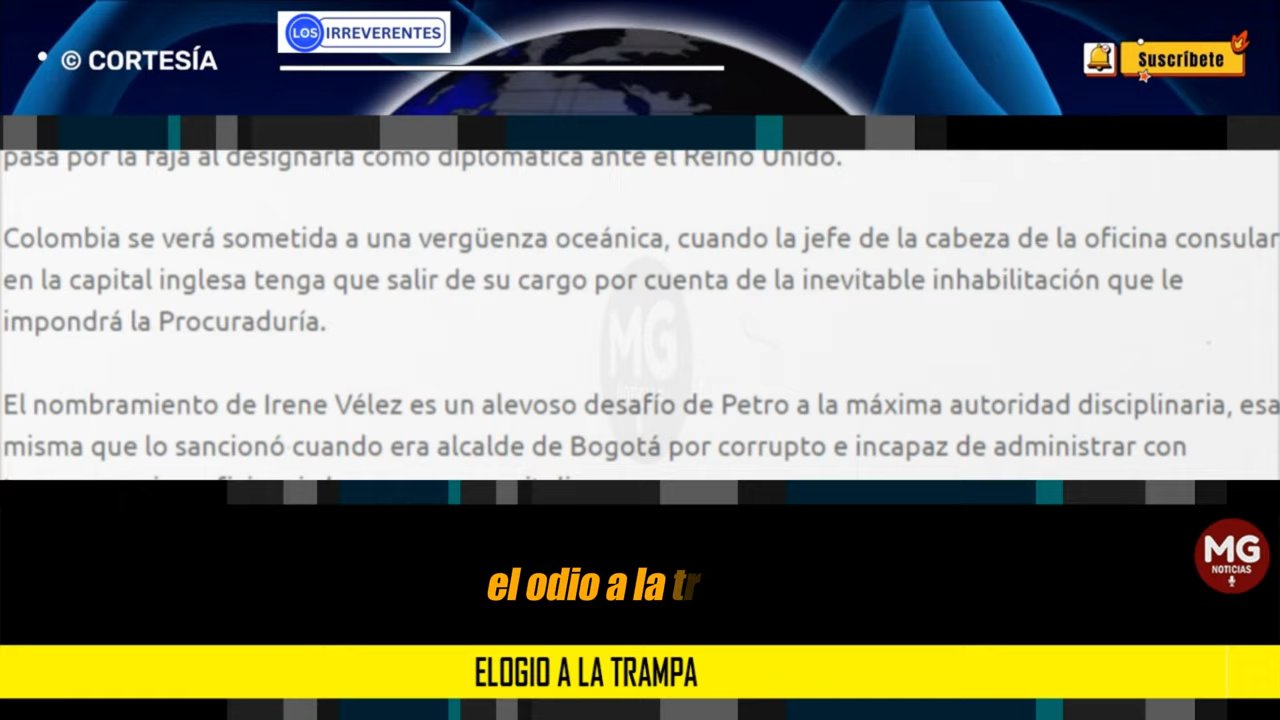 © CORTESÍA
LOS IRREVERENTES
Suscríbete
pasa por la faja al designarla como diplomática ante el Reino Unido.
Colombia se verá sometida a una vergüenza oceánica, cuando la jefe de la cabeza de la oficina consular
en la capital inglesa tenga que salir de su cargo por cuenta de la inevitable inhabilitación que le
impondrá la Procuraduría.
MG
El nombramiento de Irene Vélez es un alevoso desafío de Petro a la máxima autoridad disciplinaria, esa
misma que lo sancionó cuando era alcalde de Bogotá por corrupto e incapaz de administrar con
MG
NOTICIAS
el odio a la tr
ELOGIO A LA TRAMPA